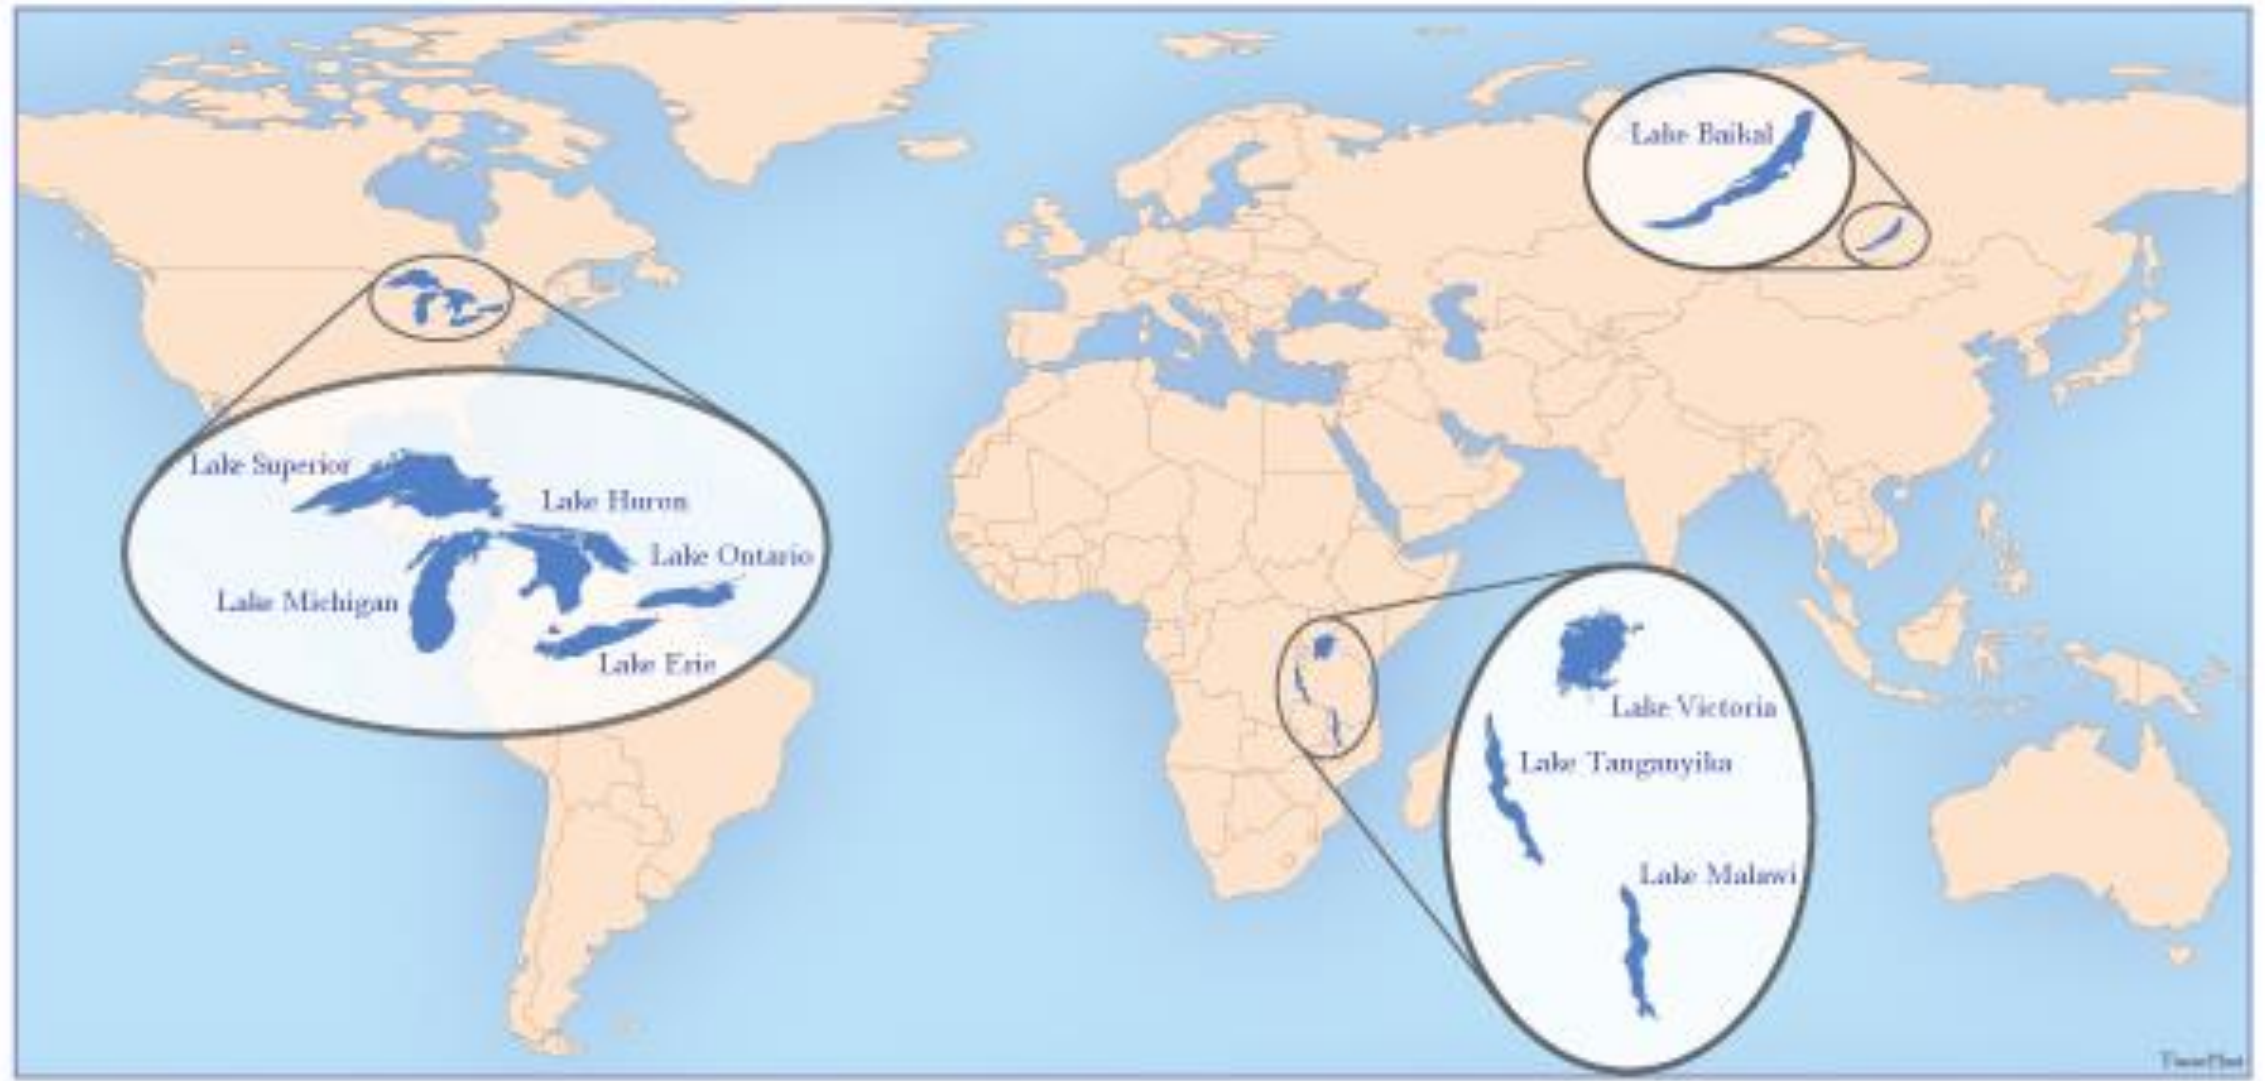 Lake Baikal
Lake Superior
Lake Huron
Lake Ontario
Lake Michigan
Lake Erie
Lake Victoria
Lake Tanganyika
Lake Malawi